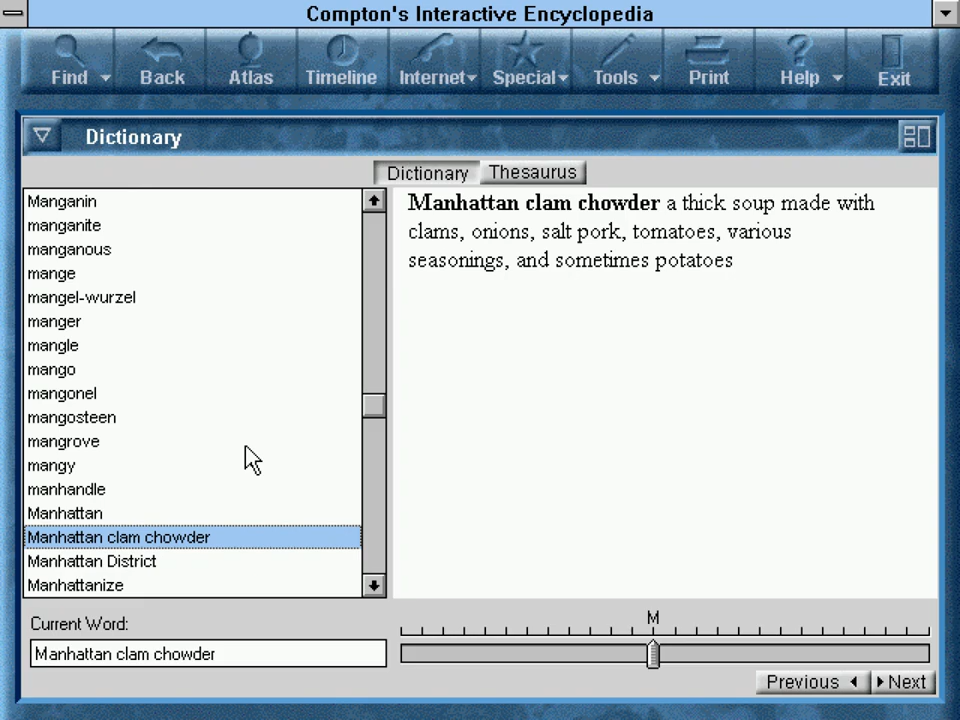 Compton's Interactive Encyclopedia
Find Back Atlas Timeline Internet Special Tools Print Help Exit
Dictionary
Dictionary Thesaurus
Manganin
manganite
manganous
mange
mangel-wurzel
manger
mangle
mango
mangonel
mangosteen
mangrove
mangy
manhandle
Manhattan
Manhattan clam chowder
Manhattan District
Manhattanize
Manhattan clam chowder a thick soup made with
clams, onions, salt pork, tomatoes, various
seasonings, and sometimes potatoes
Current Word:
Manhattan clam chowder
M
Previous Next